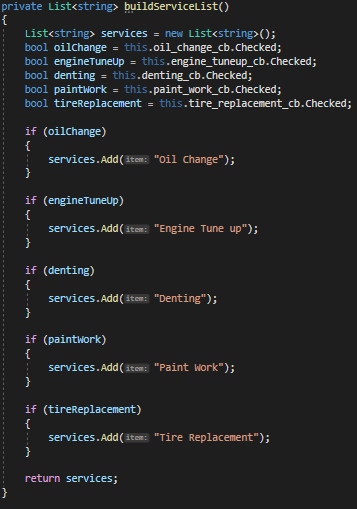 private List<string> buildServiceList()
{
List<string> services = new List<string>();
bool oilChange = this.oil_change_cb.Checked;
bool engineTuneUp = this.engine_tuneup_cb.Checked;
bool denting = this.denting_cb.Checked;
bool paintWork = this.paint_work_cb.Checked;
bool tireReplacement = this.tire_replacement_cb.Checked;
if (oilChange)
{
services.Add(item: "Oil Change");
}
if (engineTuneUp)
{
services.Add(item: "Engine Tune up");
}
if (denting)
{
services.Add(item: "Denting");
}
if (paintWork)
{
services.Add(item: "Paint Work");
}
if (tireReplacement)
{
services.Add(item: "Tire Replacement");
}
return services;
}